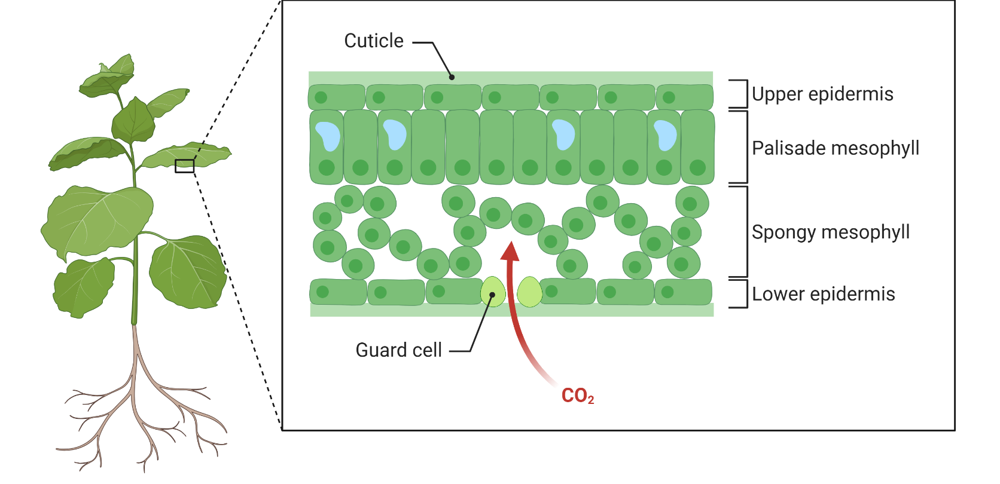 Cuticle
Upper epidermis
Palisade mesophyll
Spongy mesophyll
Lower epidermis
Guard cell
CO₂